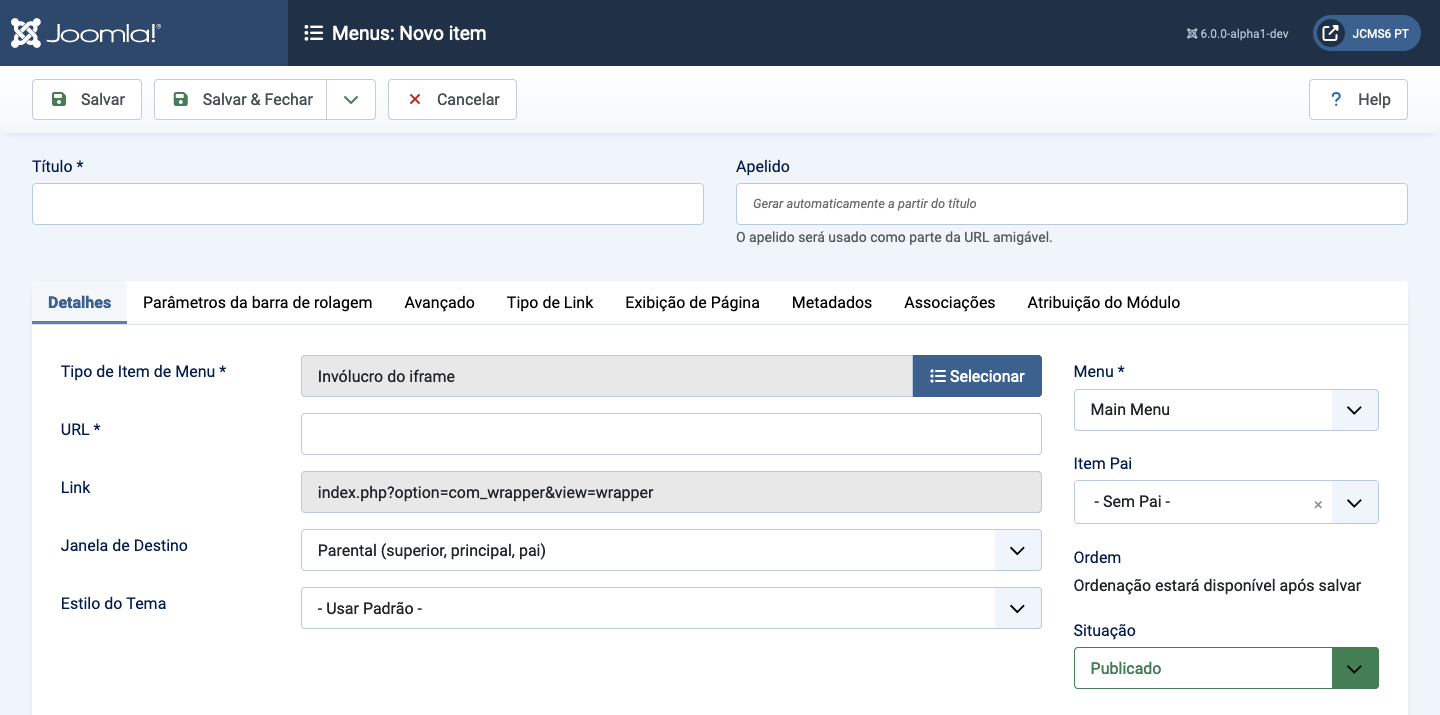 Joomla!®
Menus: Novo item
6.0.0-alpha1-dev
JCMS6 PT
Salvar
Salvar & Fechar
Cancelar
? Help
Título *
Apelido
Gerar automaticamente a partir do título
O apelido será usado como parte da URL amigável.
Detalhes Parâmetros da barra de rolagem Avançado Tipo de Link Exibição de Página Metadados Associações Atribuição do Módulo
Tipo de Item de Menu *
Invólucro do iframe
Selecionar
URL *
Link
index.php?option=com_wrapper&view=wrapper
Janela de Destino
Parental (superior, principal, pai)
Estilo do Tema
- Usar Padrão -
Menu *
Main Menu
Item Pai
- Sem Pai -
Ordem
Ordenação estará disponível após salvar
Situação
Publicado